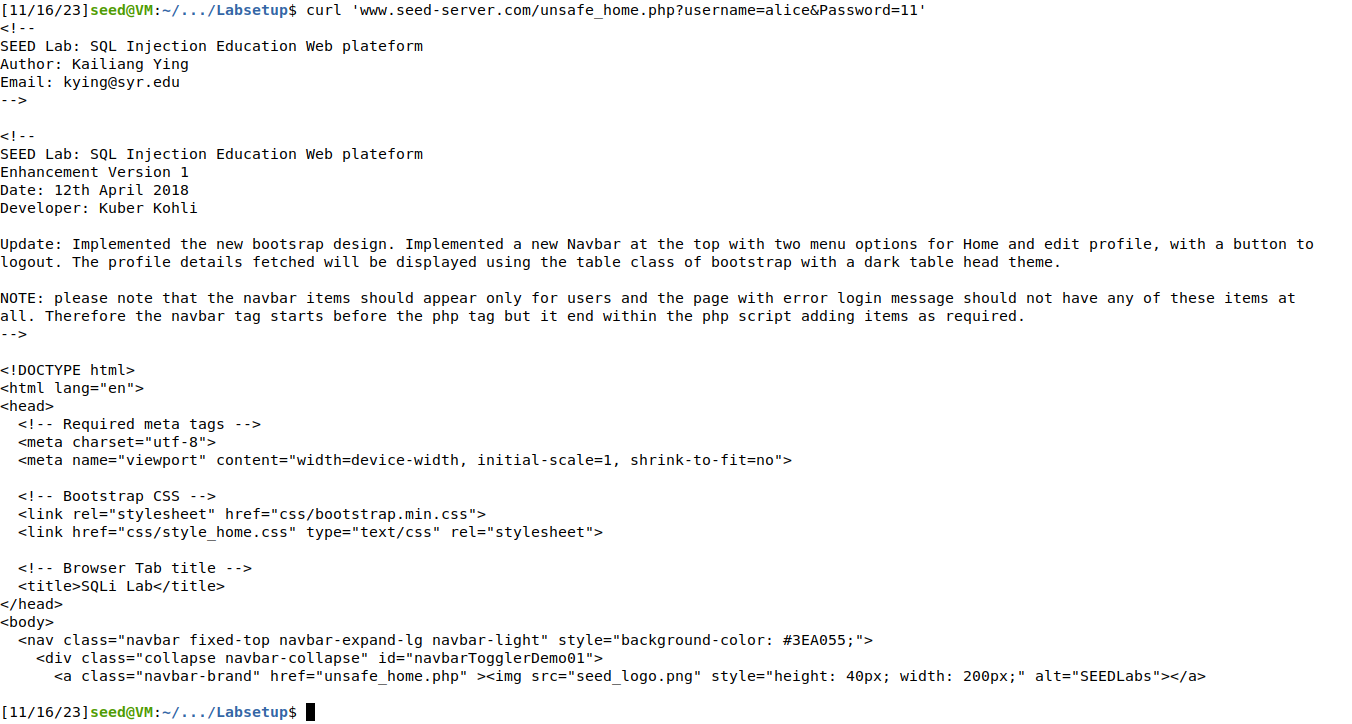 [11/16/23]seed@VM:~/.../Labsetup$ curl 'www.seed-server.com/unsafe_home.php?username=alice&Password=11'
<!--
SEED Lab: SQL Injection Education Web plateform
Author: Kailiang Ying
Email: kying@syr.edu
-->

<!--
SEED Lab: SQL Injection Education Web plateform
Enhancement Version 1
Date: 12th April 2018
Developer: Kuber Kohli

Update: Implemented the new bootsrap design. Implemented a new Navbar at the top with two menu options for Home and edit profile, with a button to
logout. The profile details fetched will be displayed using the table class of bootstrap with a dark table head theme.

NOTE: please note that the navbar items should appear only for users and the page with error login message should not have any of these items at
all. Therefore the navbar tag starts before the php tag but it end within the php script adding items as required.
-->

<!DOCTYPE html>
<html lang="en">
<head>
  <!-- Required meta tags -->
  <meta charset="utf-8">
  <meta name="viewport" content="width=device-width, initial-scale=1, shrink-to-fit=no">

  <!-- Bootstrap CSS -->
  <link rel="stylesheet" href="css/bootstrap.min.css">
  <link href="css/style_home.css" type="text/css" rel="stylesheet">

  <!-- Browser Tab title -->
  <title>SQLi Lab</title>
</head>
<body>
  <nav class="navbar fixed-top navbar-expand-lg navbar-light" style="background-color: #3EA055;">
    <div class="collapse navbar-collapse" id="navbarTogglerDemo01">
      <a class="navbar-brand" href="unsafe_home.php" ><img src="seed_logo.png" style="height: 40px; width: 200px;" alt="SEEDLabs"></a>

[11/16/23]seed@VM:~/.../Labsetup$